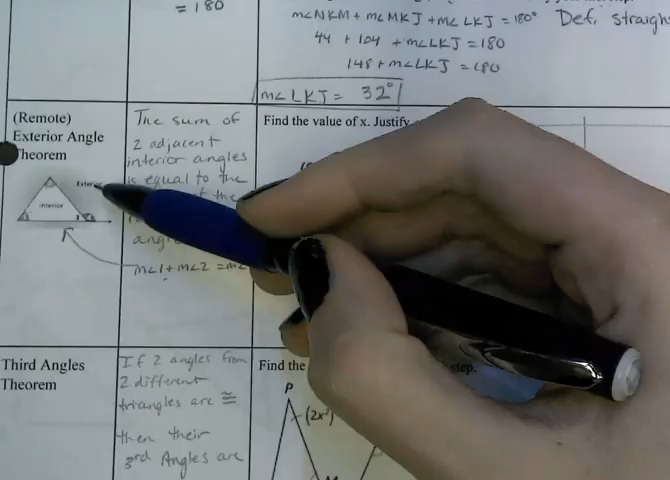 = 180
m∠NKM + m∠MKJ + m∠LKJ = 180° Def. straight
44 + 104 + m∠LKJ = 180
148 + m∠LKJ = 180
m∠LKJ = 32°
(Remote)
Exterior Angle
Theorem
Exterior
interior
The sum of
2 adjacent
interior angles
is equal to the
the
m∠1 + m∠2 =
Find the value of x. Justify
Third Angles
Theorem
If 2 angles from
2 different
triangles are ≅
then their
3rd Angles are
Find the
step.
P
(2x²)